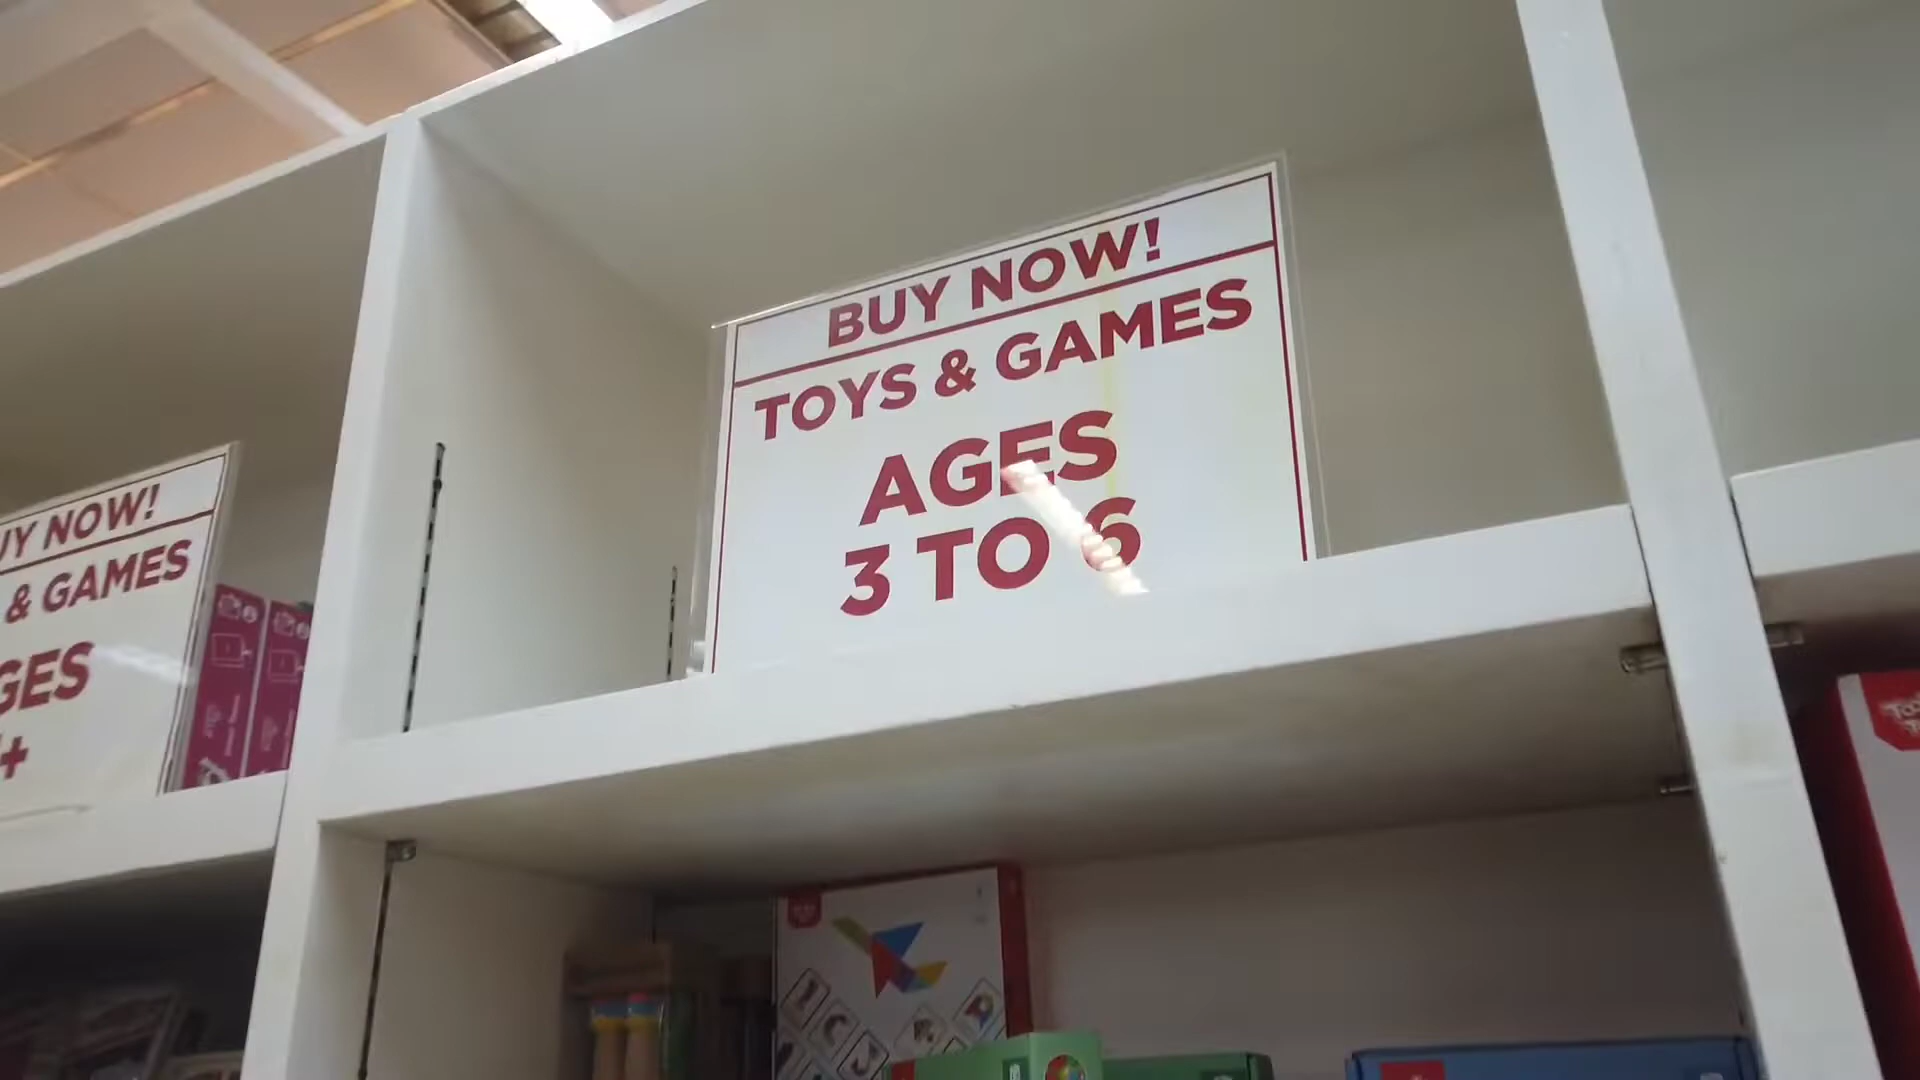 BUY NOW!
TOYS & GAMES
AGES
3 TO 6
UY NOW!
& GAMES
GES
+